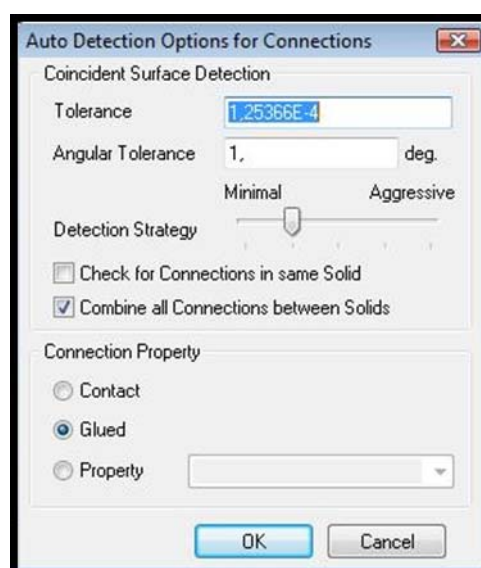 Auto Detection Options for Connections
Coincident Surface Detection
Tolerance 1,25366E-4
Angular Tolerance 1, deg.
Minimal Aggressive
Detection Strategy
Check for Connections in same Solid
Combine all Connections between Solids
Connection Property
Contact
Glued
Property
OK Cancel